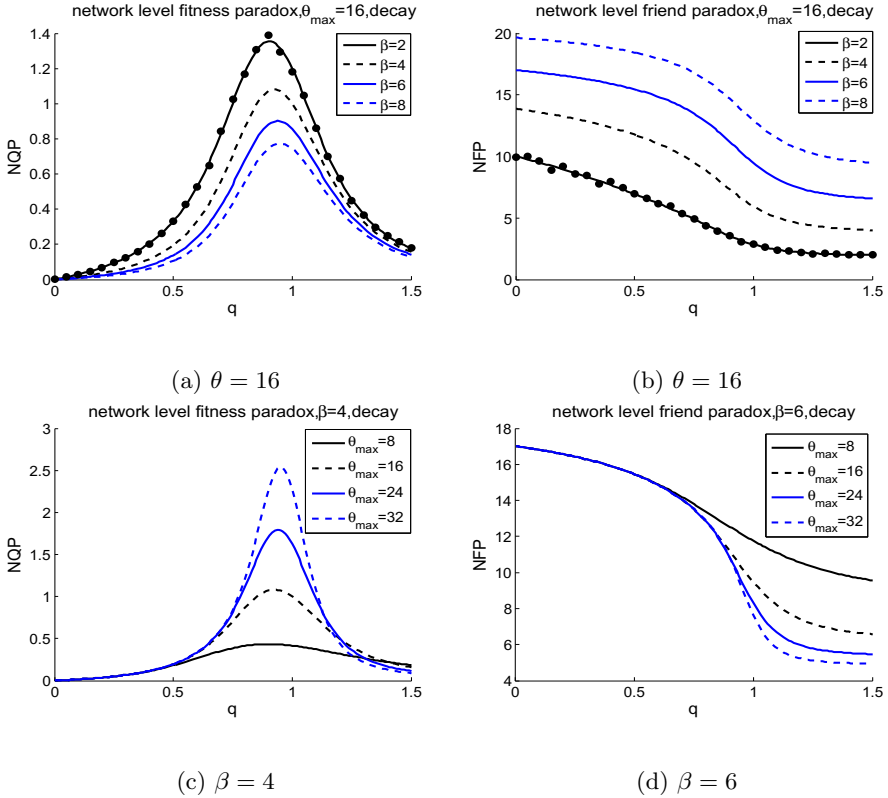 network level fitness paradox,θmax=16,decay
NQP
1.4
1.2
1
0.8
0.6
0.4
0.2
0
0 0.5 1 1.5
q
β=2
β=4
β=6
β=8
(a) θ = 16
network level friend paradox,θmax=16,decay
NFP
20
15
10
5
0
0 0.5 1 1.5
q
β=2
β=4
β=6
β=8
(b) θ = 16
network level fitness paradox,β=4,decay
NQP
3
2.5
2
1.5
1
0.5
0
0 0.5 1 1.5
q
θmax=8
θmax=16
θmax=24
θmax=32
(c) β = 4
network level friend paradox,β=6,decay
NFP
18
16
14
12
10
8
6
4
0 0.5 1 1.5
q
θmax=8
θmax=16
θmax=24
θmax=32
(d) β = 6